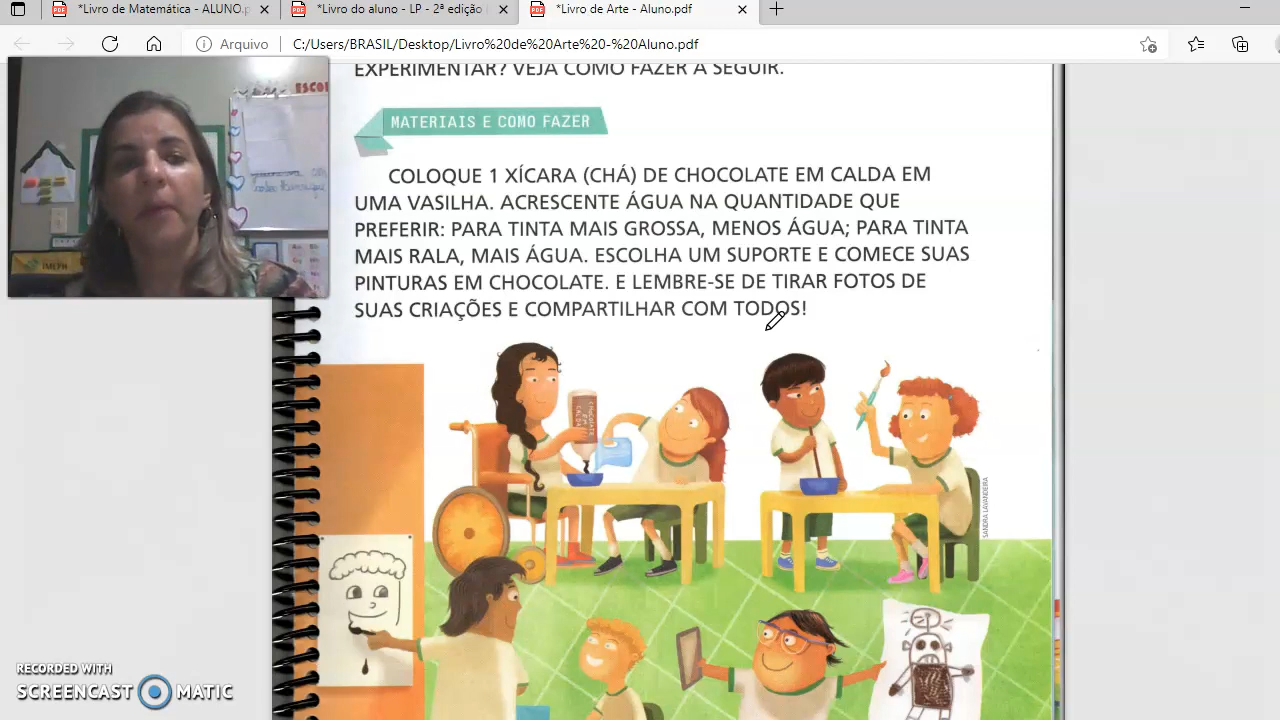 *Livro de Matemática - ALUNO.p
*Livro do aluno - LP - 2ª edição
*Livro de Arte - Aluno.pdf
Arquivo
C:/Users/BRASIL/Desktop/Livro%20de%20Arte%20-%20Aluno.pdf
EXPERIMENTAR? VEJA COMO FAZER A SEGUIR.
MATERIAIS E COMO FAZER
COLOQUE 1 XÍCARA (CHÁ) DE CHOCOLATE EM CALDA EM
UMA VASILHA. ACRESCENTE ÁGUA NA QUANTIDADE QUE
PREFERIR: PARA TINTA MAIS GROSSA, MENOS ÁGUA; PARA TINTA
MAIS RALA, MAIS ÁGUA. ESCOLHA UM SUPORTE E COMECE SUAS
PINTURAS EM CHOCOLATE. E LEMBRE-SE DE TIRAR FOTOS DE
SUAS CRIAÇÕES E COMPARTILHAR COM TODOS!
CHOCOLATE
EM
CALDA
SANDRA LAVANDEIRA
RECORDED WITH
SCREENCAST MATIC